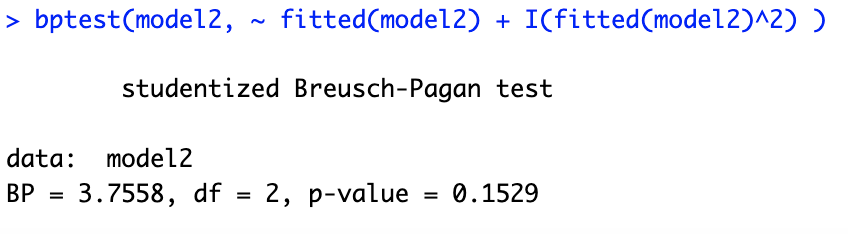 > bptest(model2, ~ fitted(model2) + I(fitted(model2)^2) )
studentized Breusch-Pagan test
data:  model2
BP = 3.7558, df = 2, p-value = 0.1529